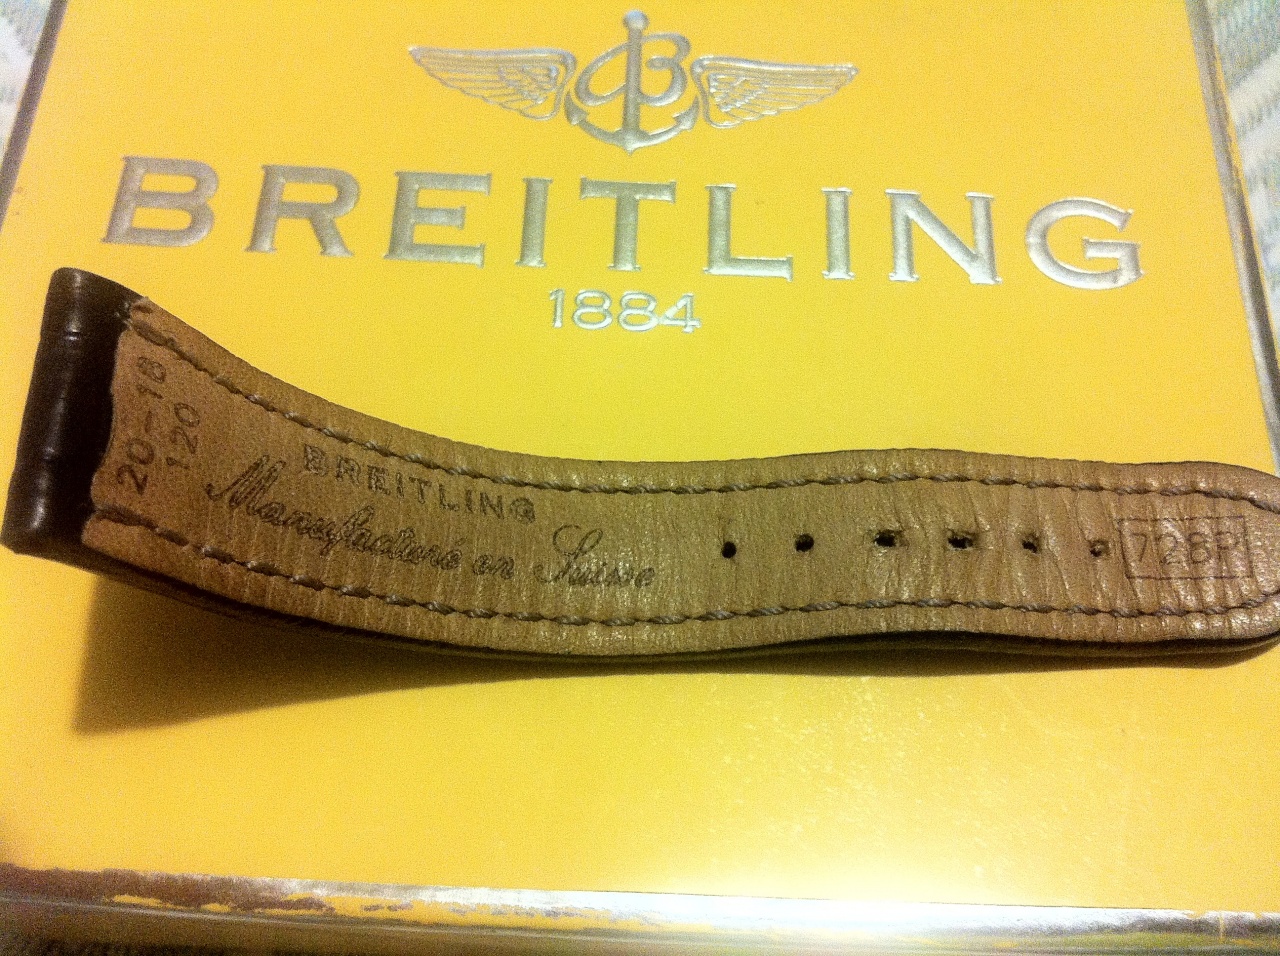 BREITLING
1884
20-18
120
BREITLING
Manufacturé en Suisse
728P